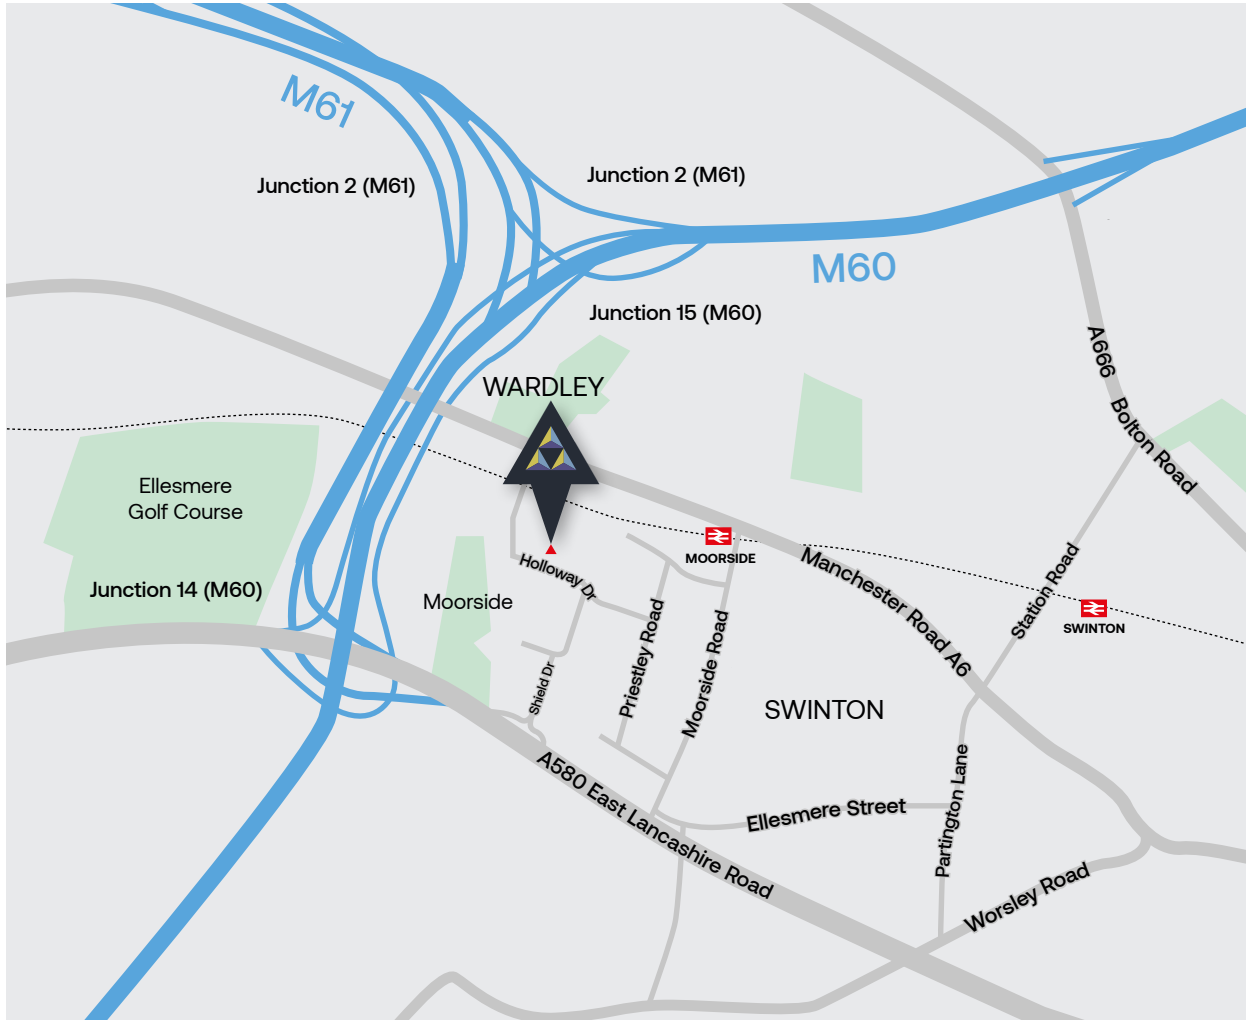 M61
Junction 2 (M61)
Junction 2 (M61)
M60
Junction 15 (M60)
A666
Bolton Road
WARDLEY
Ellesmere
Golf Course
Junction 14 (M60)
Moorside
Holloway Dr
MOORSIDE
Manchester Road A6
Station Road
SWINTON
Shield Dr
Priestley Road
Moorside Road
SWINTON
A580 East Lancashire Road
Ellesmere Street
Partington Lane
Worsley Road